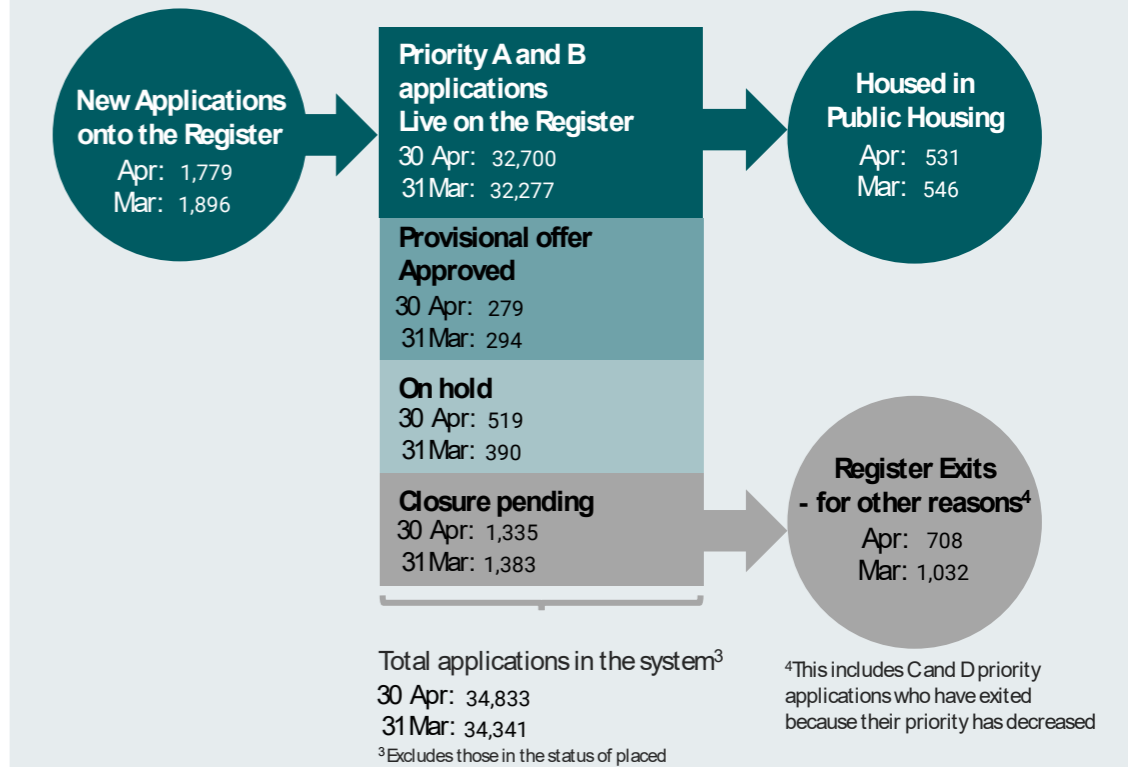 New Applications
onto the Register
Apr: 1,779
Mar: 1,896
Priority A and B
applications
Live on the Register
30 Apr: 32,700
31 Mar: 32,277
Housed in
Public Housing
Apr: 531
Mar: 546
Provisional offer
Approved
30 Apr: 279
31 Mar: 294
On hold
30 Apr: 519
31 Mar: 390
Closure pending
30 Apr: 1,335
31 Mar: 1,383
Register Exits
- for other reasons⁴
Apr: 708
Mar: 1,032
Total applications in the system³
30 Apr: 34,833
31 Mar: 34,341
³Excludes those in the status of placed
⁴This includes C and D priority
applications who have exited
because their priority has decreased